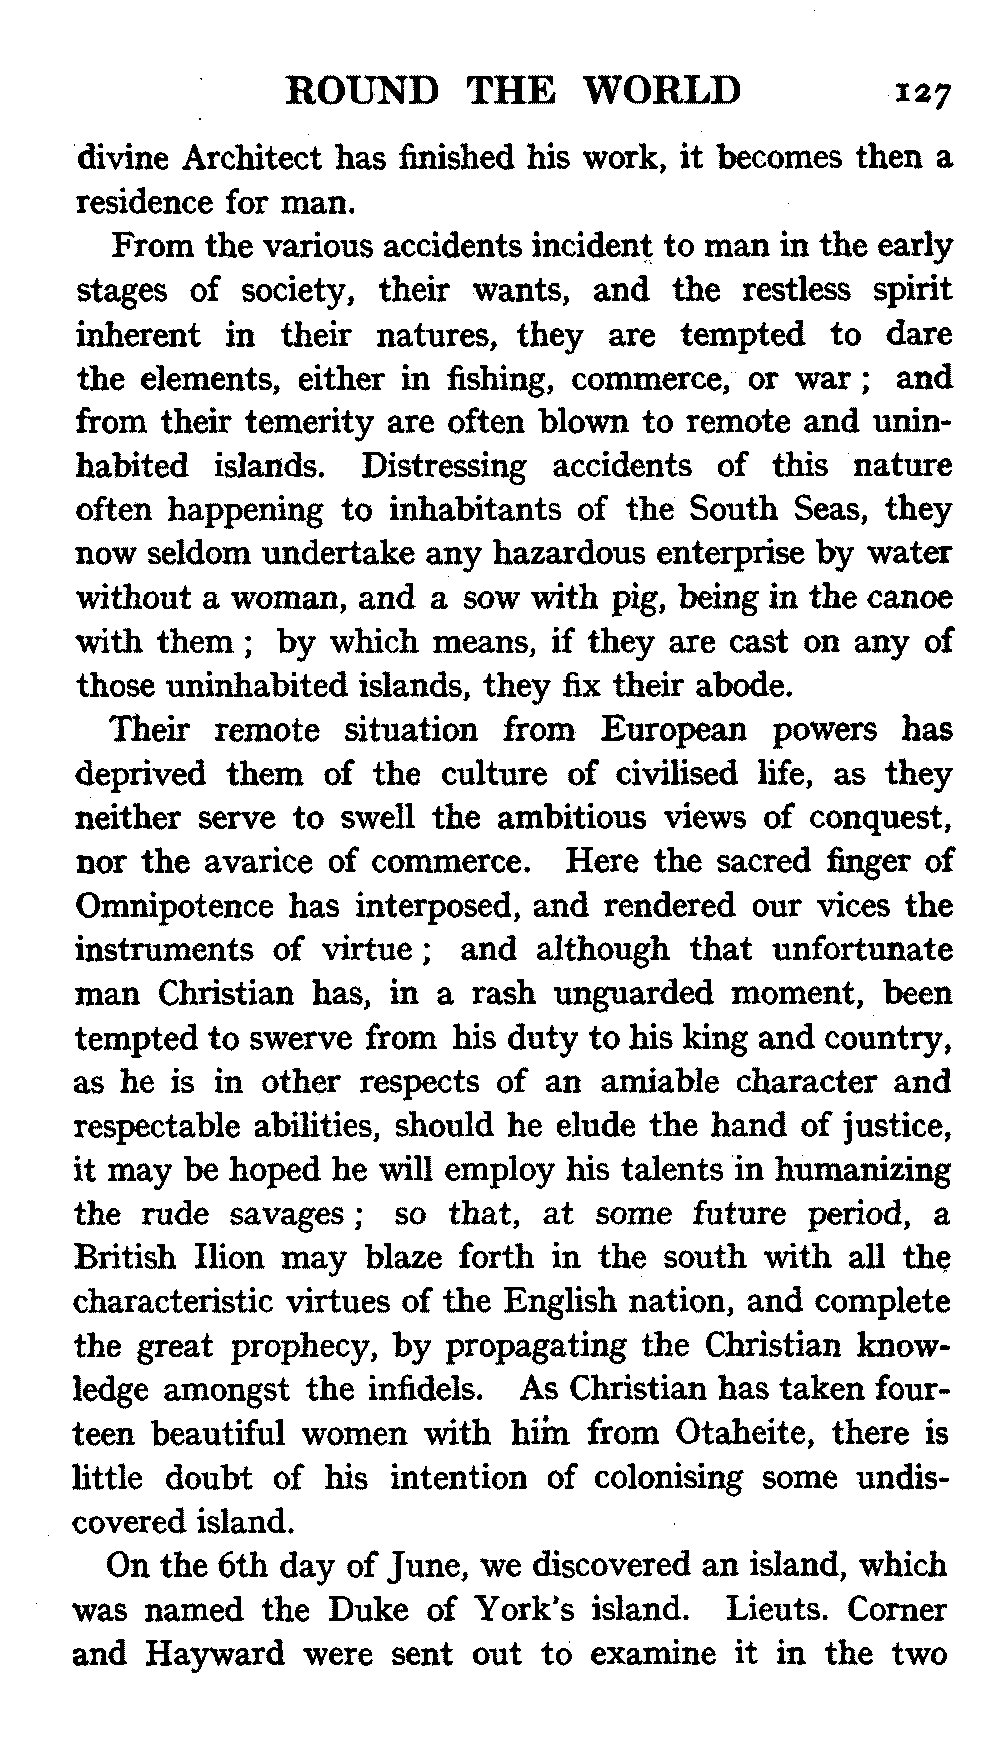 ROUND THE WORLD 127
divine Architect has finished his work, it becomes then a
residence for man.
From the various accidents incident to man in the early
stages of society, their wants, and the restless spirit
inherent in their natures, they are tempted to dare
the elements, either in fishing, commerce, or war ; and
from their temerity are often blown to remote and unin-
habited islands. Distressing accidents of this nature
often happening to inhabitants of the South Seas, they
now seldom undertake any hazardous enterprise by water
without a woman, and a sow with pig, being in the canoe
with them ; by which means, if they are cast on any of
those uninhabited islands, they fix their abode.
Their remote situation from European powers has
deprived them of the culture of civilised life, as they
neither serve to swell the ambitious views of conquest,
nor the avarice of commerce. Here the sacred finger of
Omnipotence has interposed, and rendered our vices the
instruments of virtue ; and although that unfortunate
man Christian has, in a rash unguarded moment, been
tempted to swerve from his duty to his king and country,
as he is in other respects of an amiable character and
respectable abilities, should he elude the hand of justice,
it may be hoped he will employ his talents in humanizing
the rude savages ; so that, at some future period, a
British Ilion may blaze forth in the south with all the
characteristic virtues of the English nation, and complete
the great prophecy, by propagating the Christian know-
ledge amongst the infidels. As Christian has taken four-
teen beautiful women with him from Otaheite, there is
little doubt of his intention of colonising some undis-
covered island.
On the 6th day of June, we discovered an island, which
was named the Duke of York's island. Lieuts. Corner
and Hayward were sent out to examine it in the two